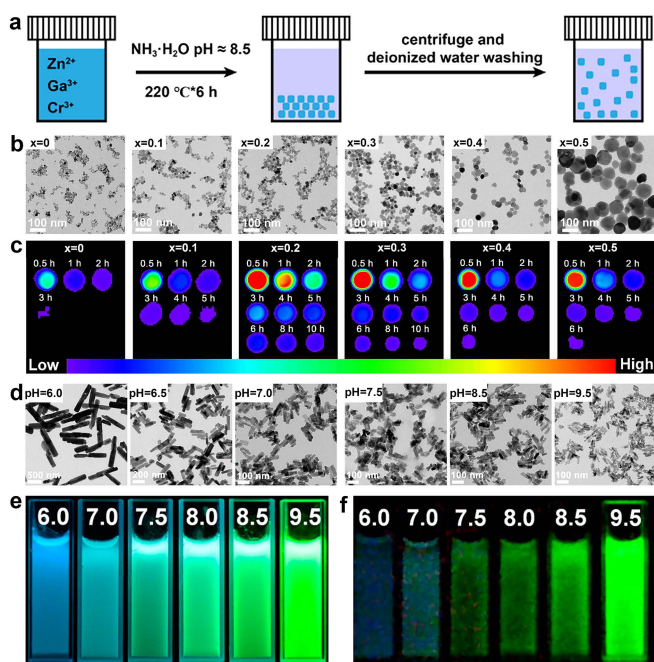 a
Zn²⁺
Ga³⁺
Cr³⁺
NH₃·H₂O pH ≈ 8.5
220 ℃*6 h
centrifuge and
deionized water washing
b
x=0 x=0.1 x=0.2 x=0.3 x=0.4 x=0.5
100 nm 100 nm 100 nm 100 nm 100 nm 100 nm
c
x=0
0.5 h 1 h 2 h
3 h
x=0.1
0.5 h 1 h 2 h
3 h 4 h 5 h
x=0.2
0.5 h 1 h 2 h
3 h 4 h 5 h
6 h 8 h 10 h
x=0.3
0.5 h 1 h 2 h
3 h 4 h 5 h
6 h 8 h 10 h
x=0.4
0.5 h 1 h 2 h
3 h 4 h 5 h
6 h
x=0.5
0.5 h 1 h 2 h
3 h 4 h 5 h
6 h
Low High
d
pH=6.0 pH=6.5 pH=7.0 pH=7.5 pH=8.5 pH=9.5
500 nm 200 nm 100 nm 100 nm 100 nm 100 nm
e
6.0 7.0 7.5 8.0 8.5 9.5
f
6.0 7.0 7.5 8.0 8.5 9.5